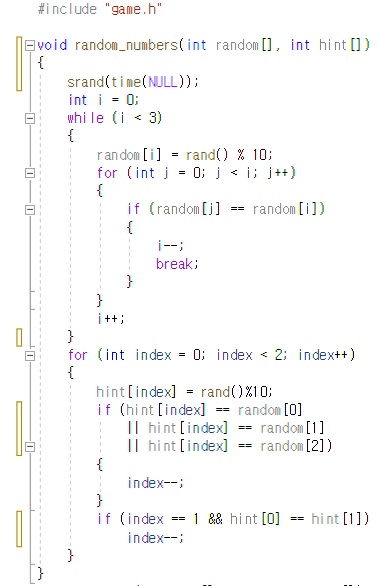 #include "game.h"
void random_numbers(int random[], int hint[])
{
srand(time(NULL));
int i = 0;
while (i < 3)
{
random[i] = rand() % 10;
for (int j = 0; j < i; j++)
{
if (random[j] == random[i])
{
i--;
break;
}
}
i++;
}
for (int index = 0; index < 2; index++)
{
hint[index] = rand()%10;
if (hint[index] == random[0]
|| hint[index] == random[1]
|| hint[index] == random[2])
{
index--;
}
if (index == 1 && hint[0] == hint[1])
index--;
}
}